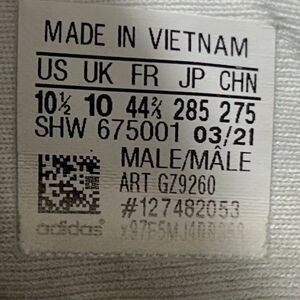 MADE IN VIETNAM
US UK FR JP CHN
10½ 10 44⅔ 285 275
SHW 675001 03/21
MALE/MÂLE
ART GZ9260
#127482053
adidas